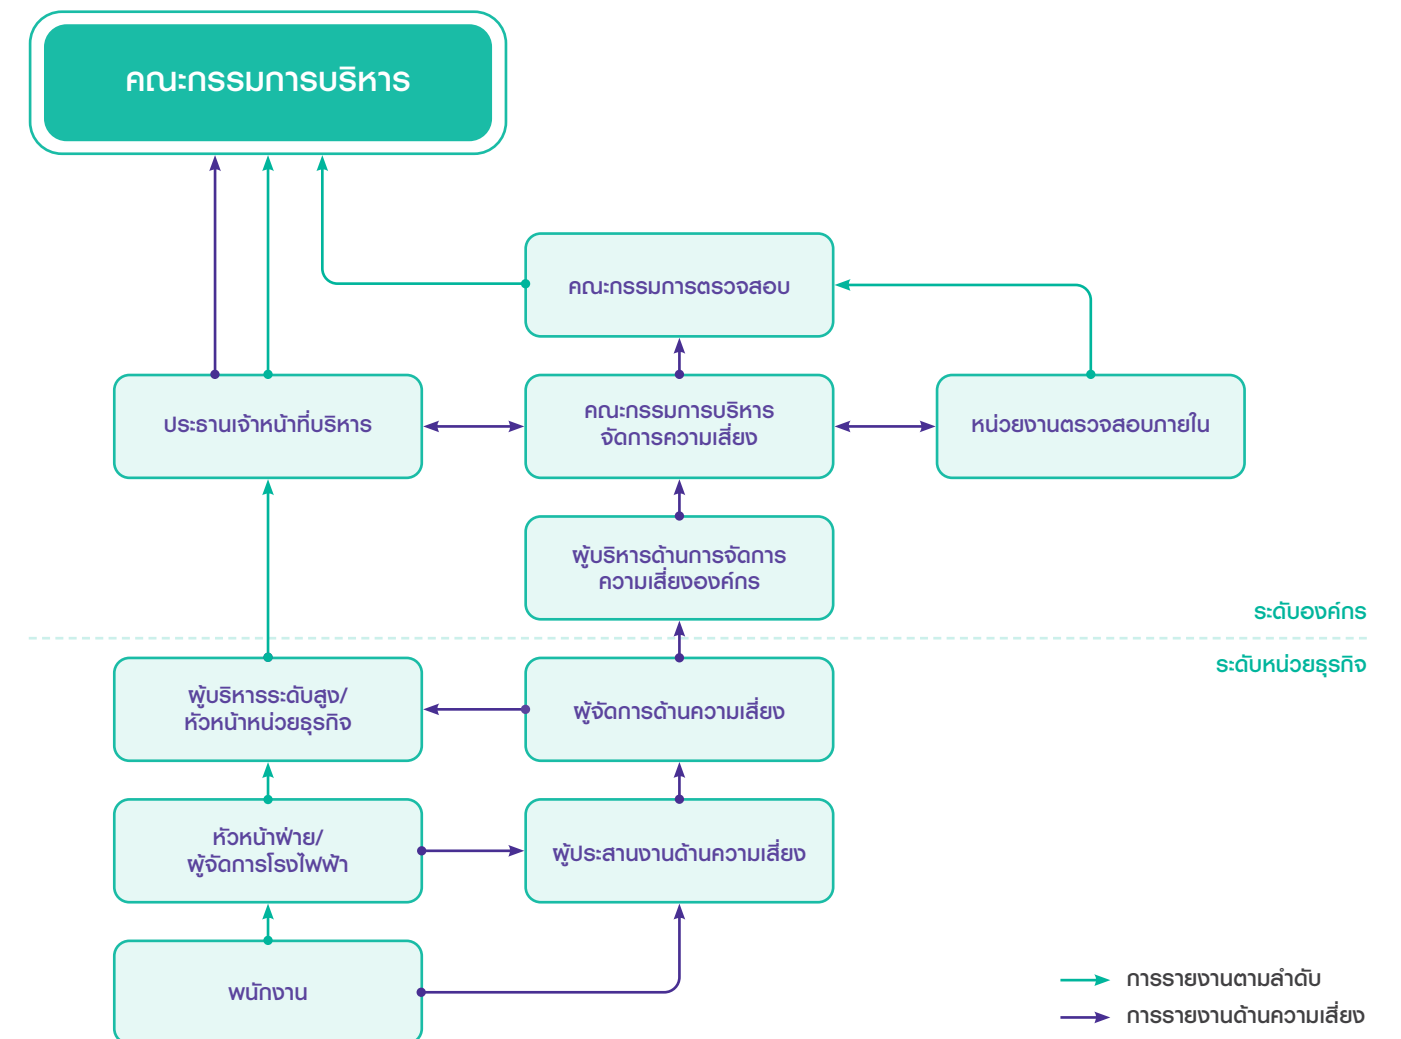 คณะกรรมการบริหาร
คณะกรรมการตรวจสอบ
ประธานเจ้าหน้าที่บริหาร
คณะกรรมการบริหาร
จัดการความเสี่ยง
หน่วยงานตรวจสอบภายใน
ผู้บริหารด้านการจัดการ
ความเสี่ยงองค์กร
ระดับองค์กร
ระดับหน่วยธุรกิจ
ผู้บริหารระดับสูง/
หัวหน้าหน่วยธุรกิจ
ผู้จัดการด้านความเสี่ยง
หัวหน้าฝ่าย/
ผู้จัดการโรงไฟฟ้า
ผู้ประสานงานด้านความเสี่ยง
พนักงาน
การรายงานตามลำดับ
การรายงานด้านความเสี่ยง